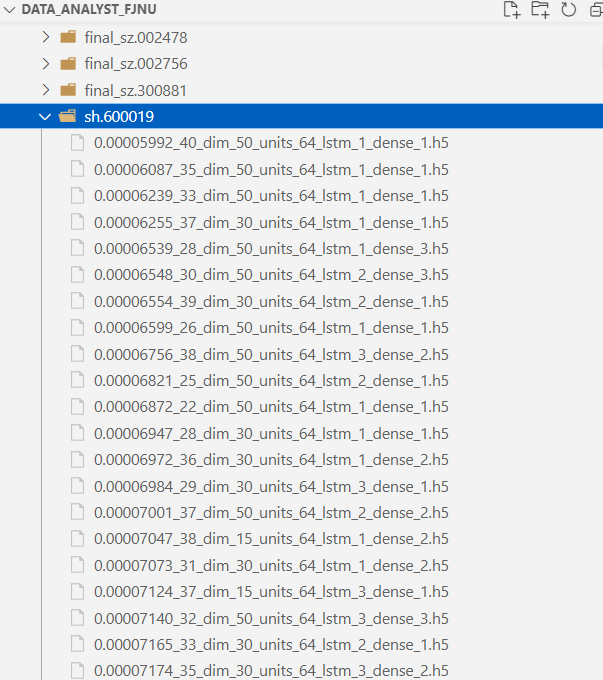 DATA_ANALYST_FJNU
final_sz.002478
final_sz.002756
final_sz.300881
sh.600019
0.00005992_40_dim_50_units_64_lstm_1_dense_1.h5
0.00006087_35_dim_50_units_64_lstm_1_dense_1.h5
0.00006239_33_dim_50_units_64_lstm_1_dense_1.h5
0.00006255_37_dim_30_units_64_lstm_1_dense_1.h5
0.00006539_28_dim_50_units_64_lstm_1_dense_3.h5
0.00006548_30_dim_50_units_64_lstm_2_dense_3.h5
0.00006554_39_dim_30_units_64_lstm_2_dense_1.h5
0.00006599_26_dim_50_units_64_lstm_1_dense_1.h5
0.00006756_38_dim_50_units_64_lstm_3_dense_2.h5
0.00006821_25_dim_50_units_64_lstm_2_dense_1.h5
0.00006872_22_dim_50_units_64_lstm_1_dense_1.h5
0.00006947_28_dim_30_units_64_lstm_1_dense_1.h5
0.00006972_36_dim_30_units_64_lstm_1_dense_2.h5
0.00006984_29_dim_30_units_64_lstm_3_dense_1.h5
0.00007001_37_dim_50_units_64_lstm_2_dense_2.h5
0.00007047_38_dim_15_units_64_lstm_1_dense_2.h5
0.00007073_31_dim_30_units_64_lstm_1_dense_2.h5
0.00007124_37_dim_15_units_64_lstm_3_dense_1.h5
0.00007140_32_dim_50_units_64_lstm_3_dense_3.h5
0.00007165_33_dim_30_units_64_lstm_2_dense_1.h5
0.00007174_35_dim_30_units_64_lstm_3_dense_2.h5